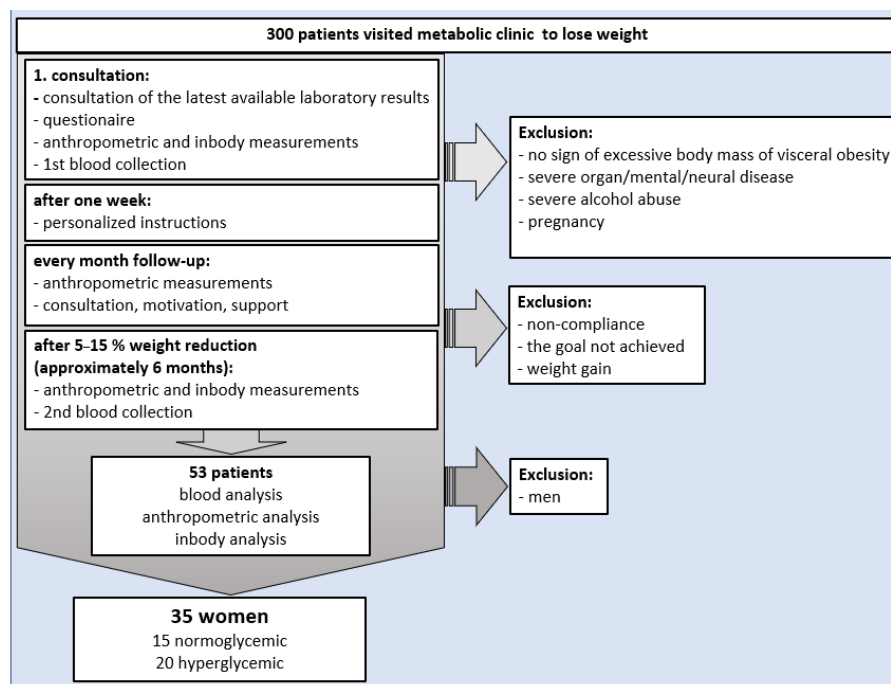 300 patients visited metabolic clinic to lose weight
1. consultation:
- consultation of the latest available laboratory results
- questionaire
- anthropometric and inbody measurements
- 1st blood collection
Exclusion:
- no sign of excessive body mass of visceral obesity
- severe organ/mental/neural disease
- severe alcohol abuse
- pregnancy
after one week:
- personalized instructions
every month follow-up:
- anthropometric measurements
- consultation, motivation, support
Exclusion:
- non-compliance
- the goal not achieved
- weight gain
after 5–15 % weight reduction
(approximately 6 months):
- anthropometric and inbody measurements
- 2nd blood collection
53 patients
blood analysis
anthropometric analysis
inbody analysis
Exclusion:
- men
35 women
15 normoglycemic
20 hyperglycemic